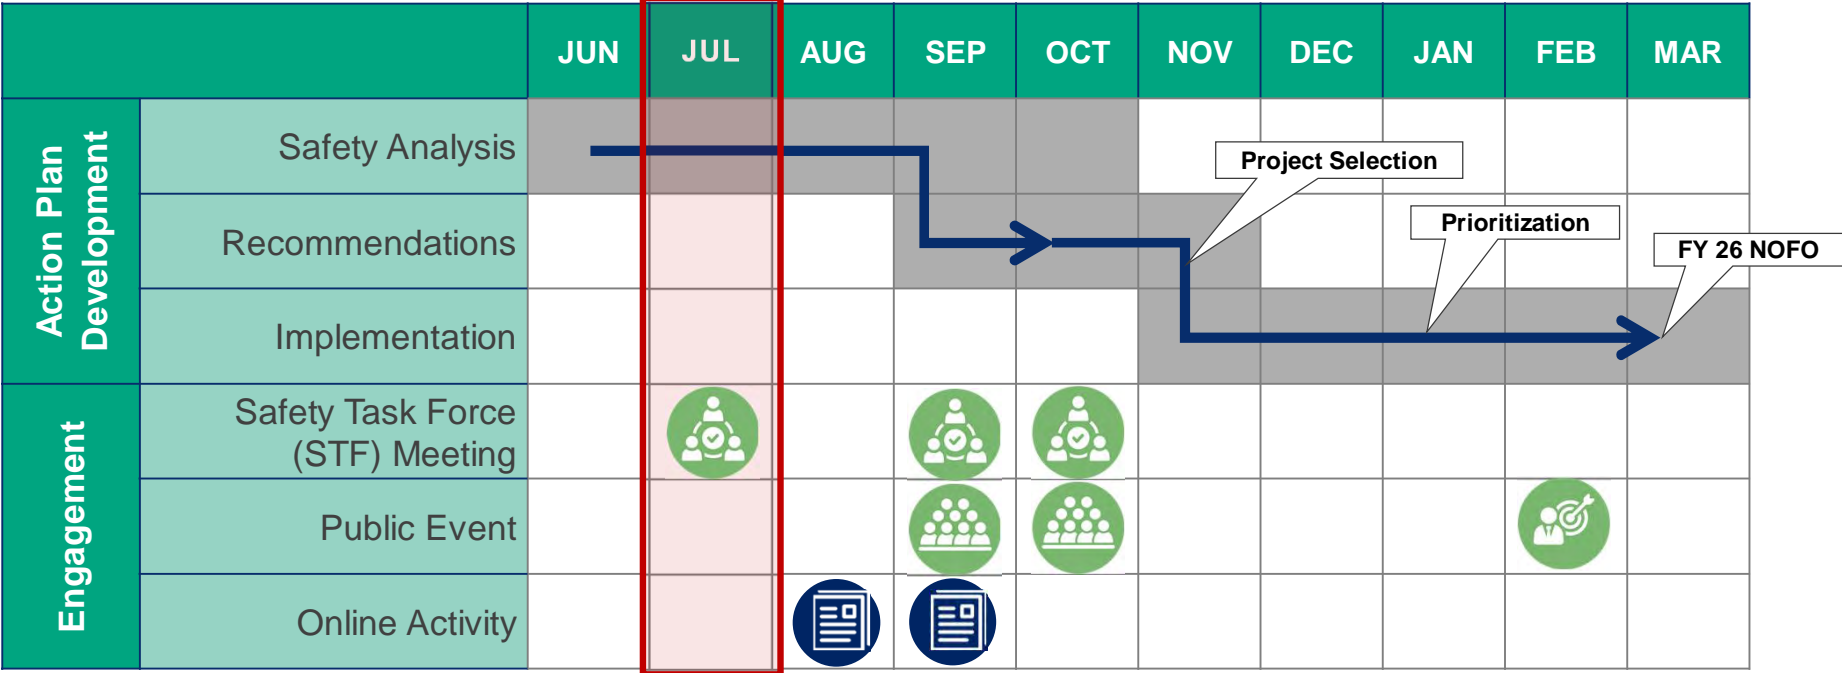 JUN JUL AUG SEP OCT NOV DEC JAN FEB MAR
Action Plan
Development
Safety Analysis
Project Selection
Recommendations
Prioritization
FY 26 NOFO
Implementation
Engagement
Safety Task Force
(STF) Meeting
Public Event
Online Activity